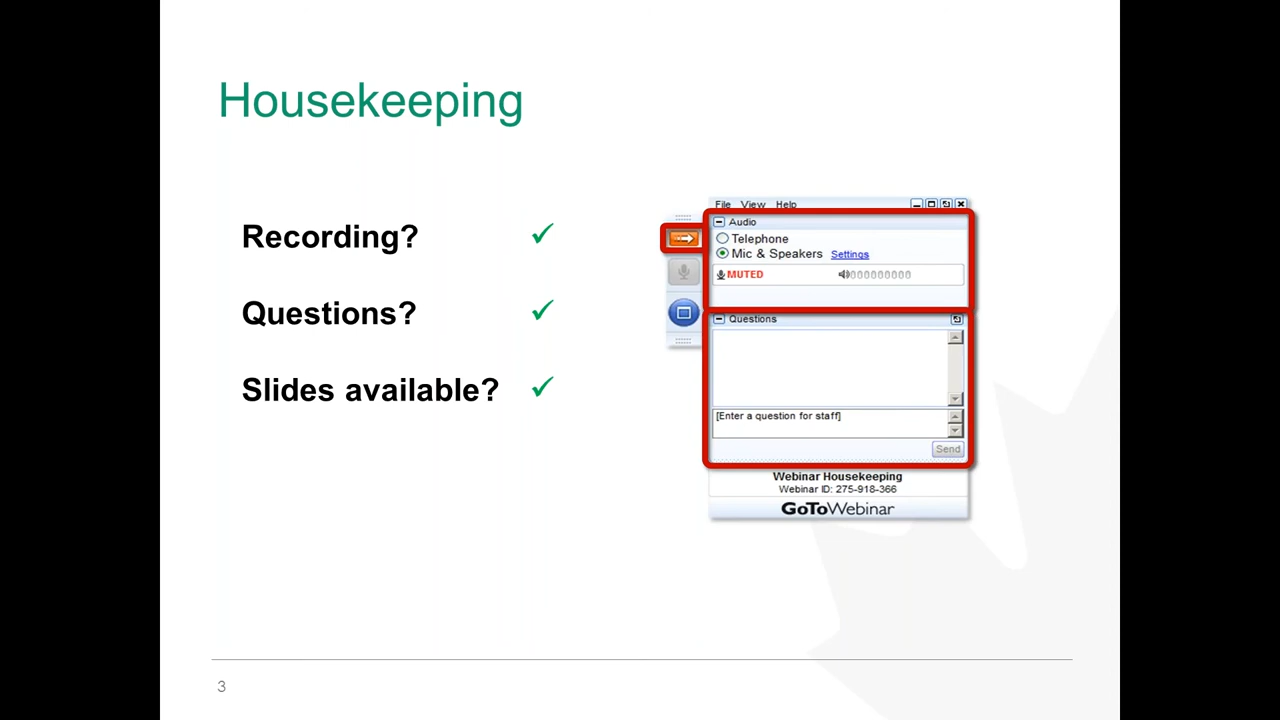 Housekeeping
Recording? ✓
Questions? ✓
Slides available? ✓
File View Help
Audio
Telephone
Mic & Speakers Settings
MUTED 000000000
Questions
[Enter a question for staff]
Send
Webinar Housekeeping
Webinar ID: 275-918-366
GoToWebinar
3